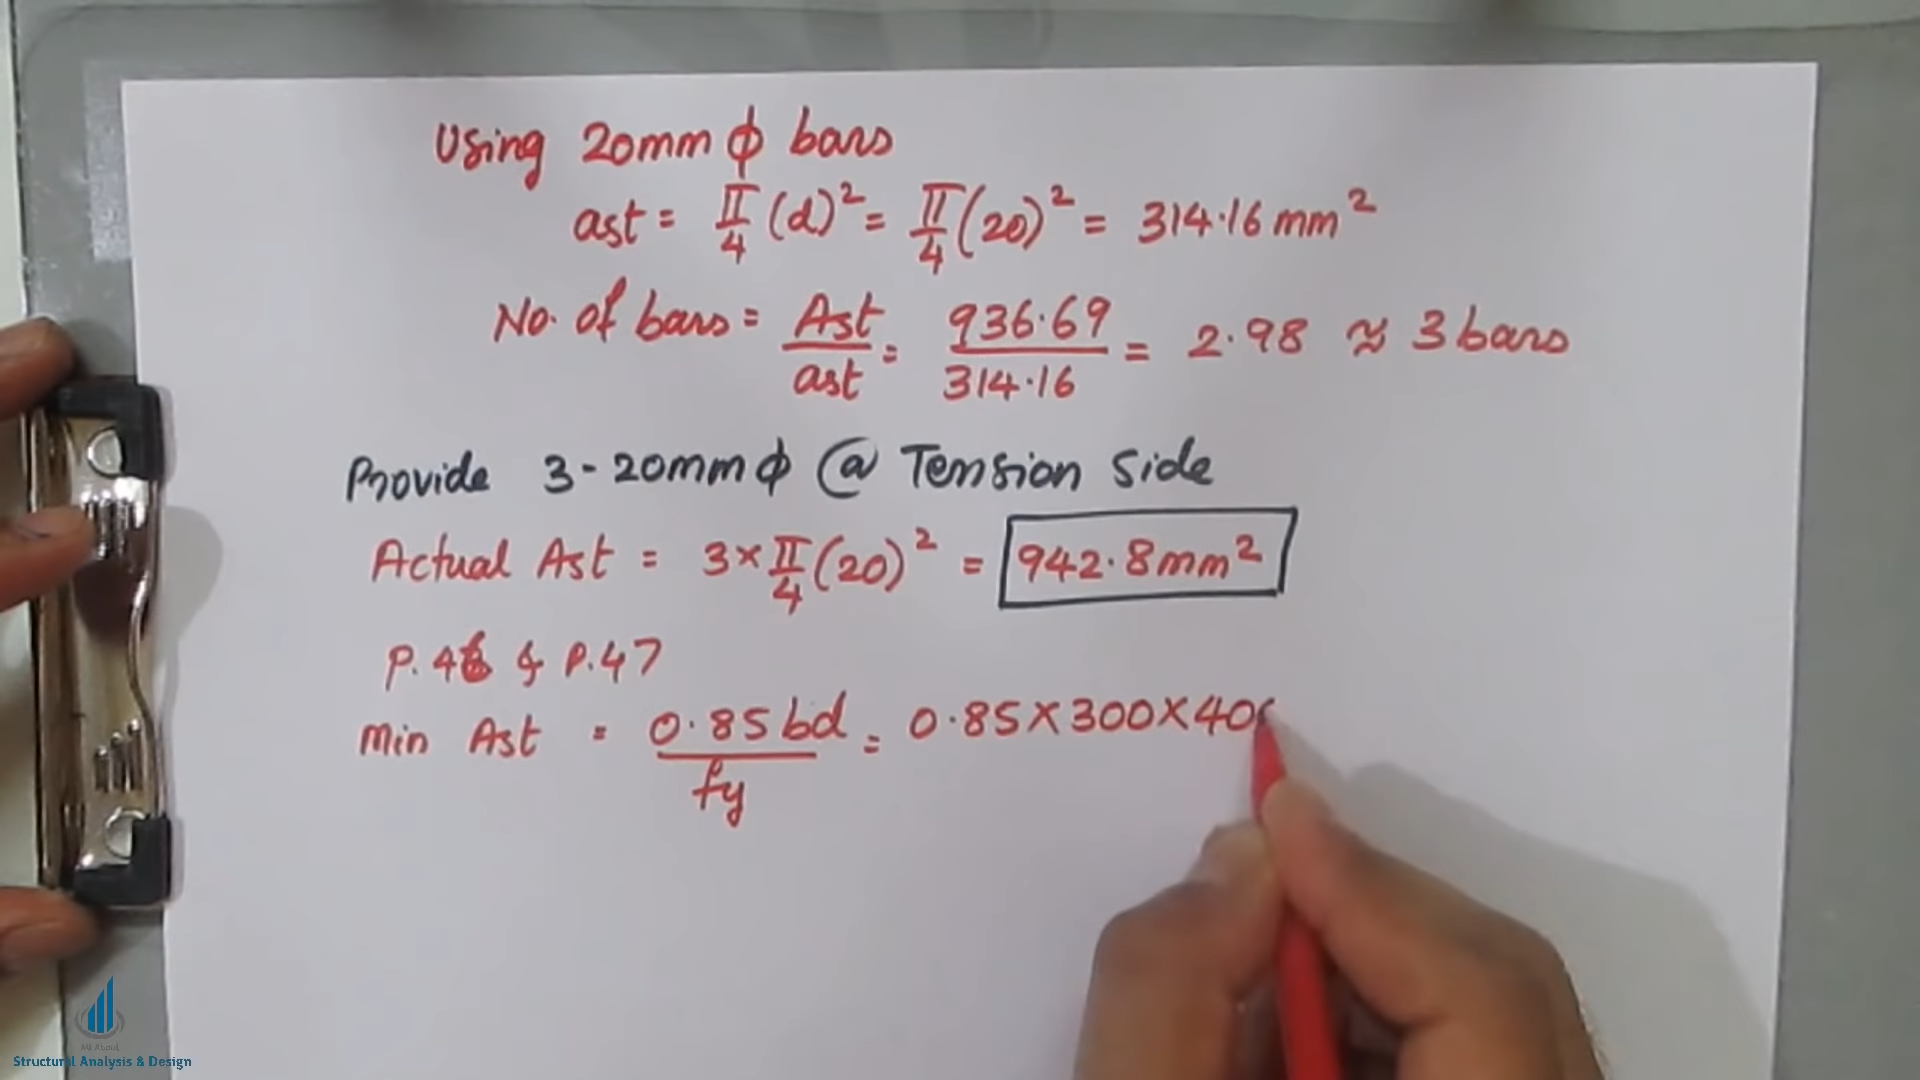 Using 20mm ϕ bars
ast = π/4 (d)² = π/4 (20)² = 314.16 mm²
No. of bars = Ast/ast = 936.69/314.16 = 2.98 ≈ 3 bars
Provide 3-20mm ϕ @ Tension Side
Actual Ast = 3 × π/4 (20)² = 942.8mm²
P.46 & P.47
Min Ast = 0.85bd/fy = 0.85 × 300 × 40
Structural Analysis & Design